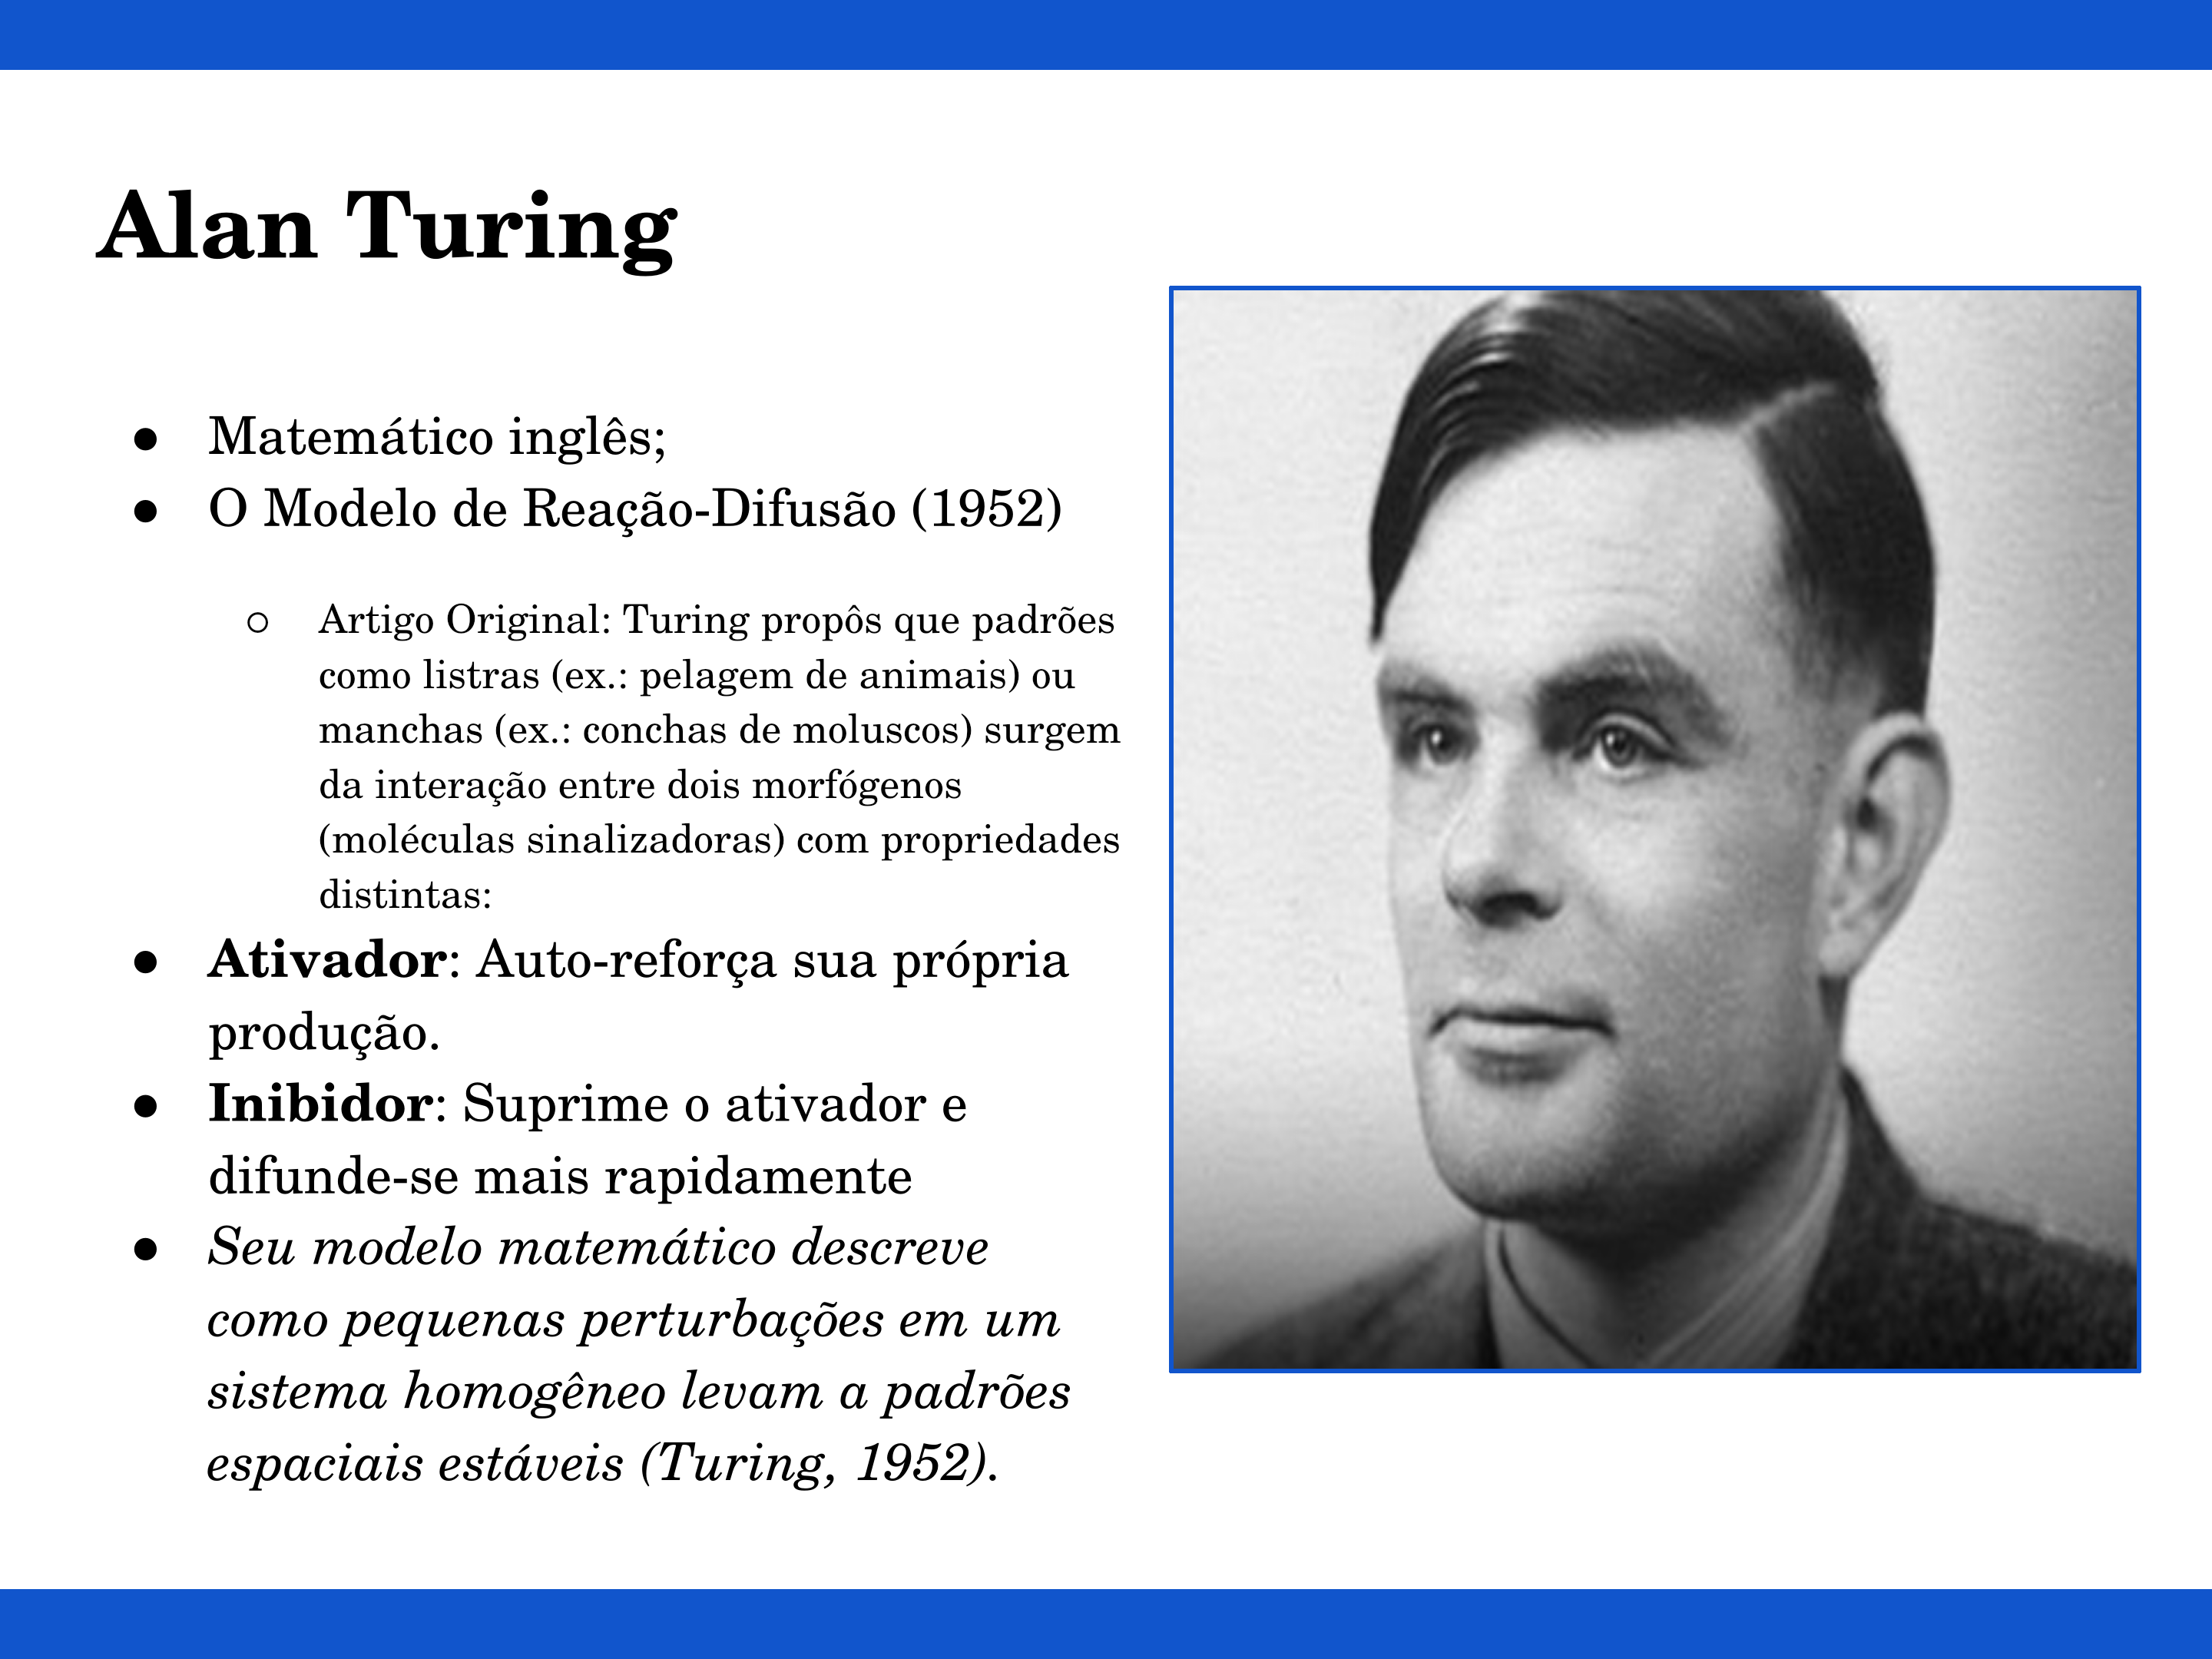 Alan Turing
● Matemático inglês;
● O Modelo de Reação-Difusão (1952)
○ Artigo Original: Turing propôs que padrões
como listras (ex.: pelagem de animais) ou
manchas (ex.: conchas de moluscos) surgem
da interação entre dois morfógenos
(moléculas sinalizadoras) com propriedades
distintas:
● Ativador: Auto-reforça sua própria
produção.
● Inibidor: Suprime o ativador e
difunde-se mais rapidamente
● Seu modelo matemático descreve
como pequenas perturbações em um
sistema homogêneo levam a padrões
espaciais estáveis (Turing, 1952).